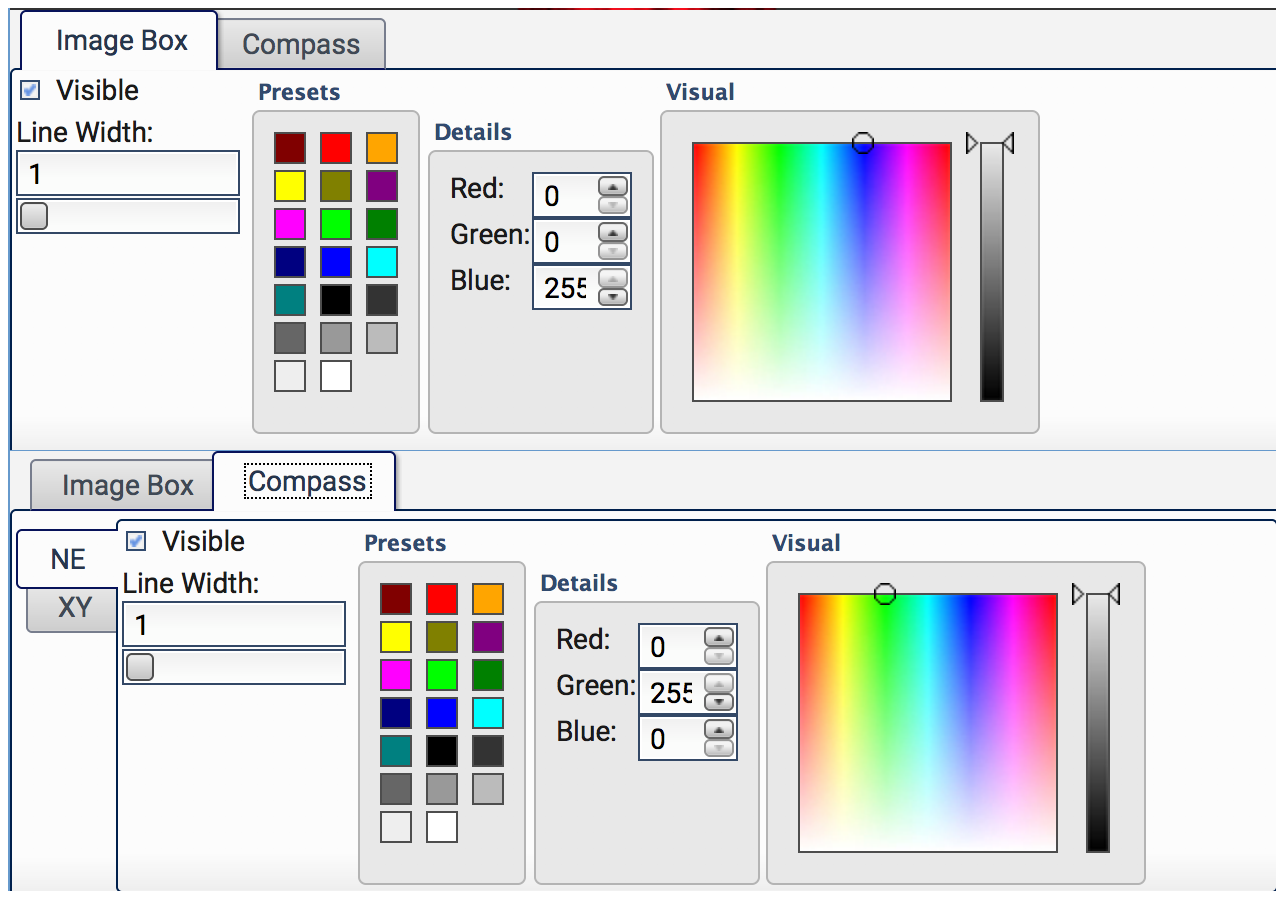 Image Box
Compass
Visible
Line Width:
1
Presets
Details
Red:
0
Green:
0
Blue:
255
Visual
Image Box
Compass
NE
XY
Visible
Line Width:
1
Presets
Details
Red:
0
Green:
255
Blue:
0
Visual